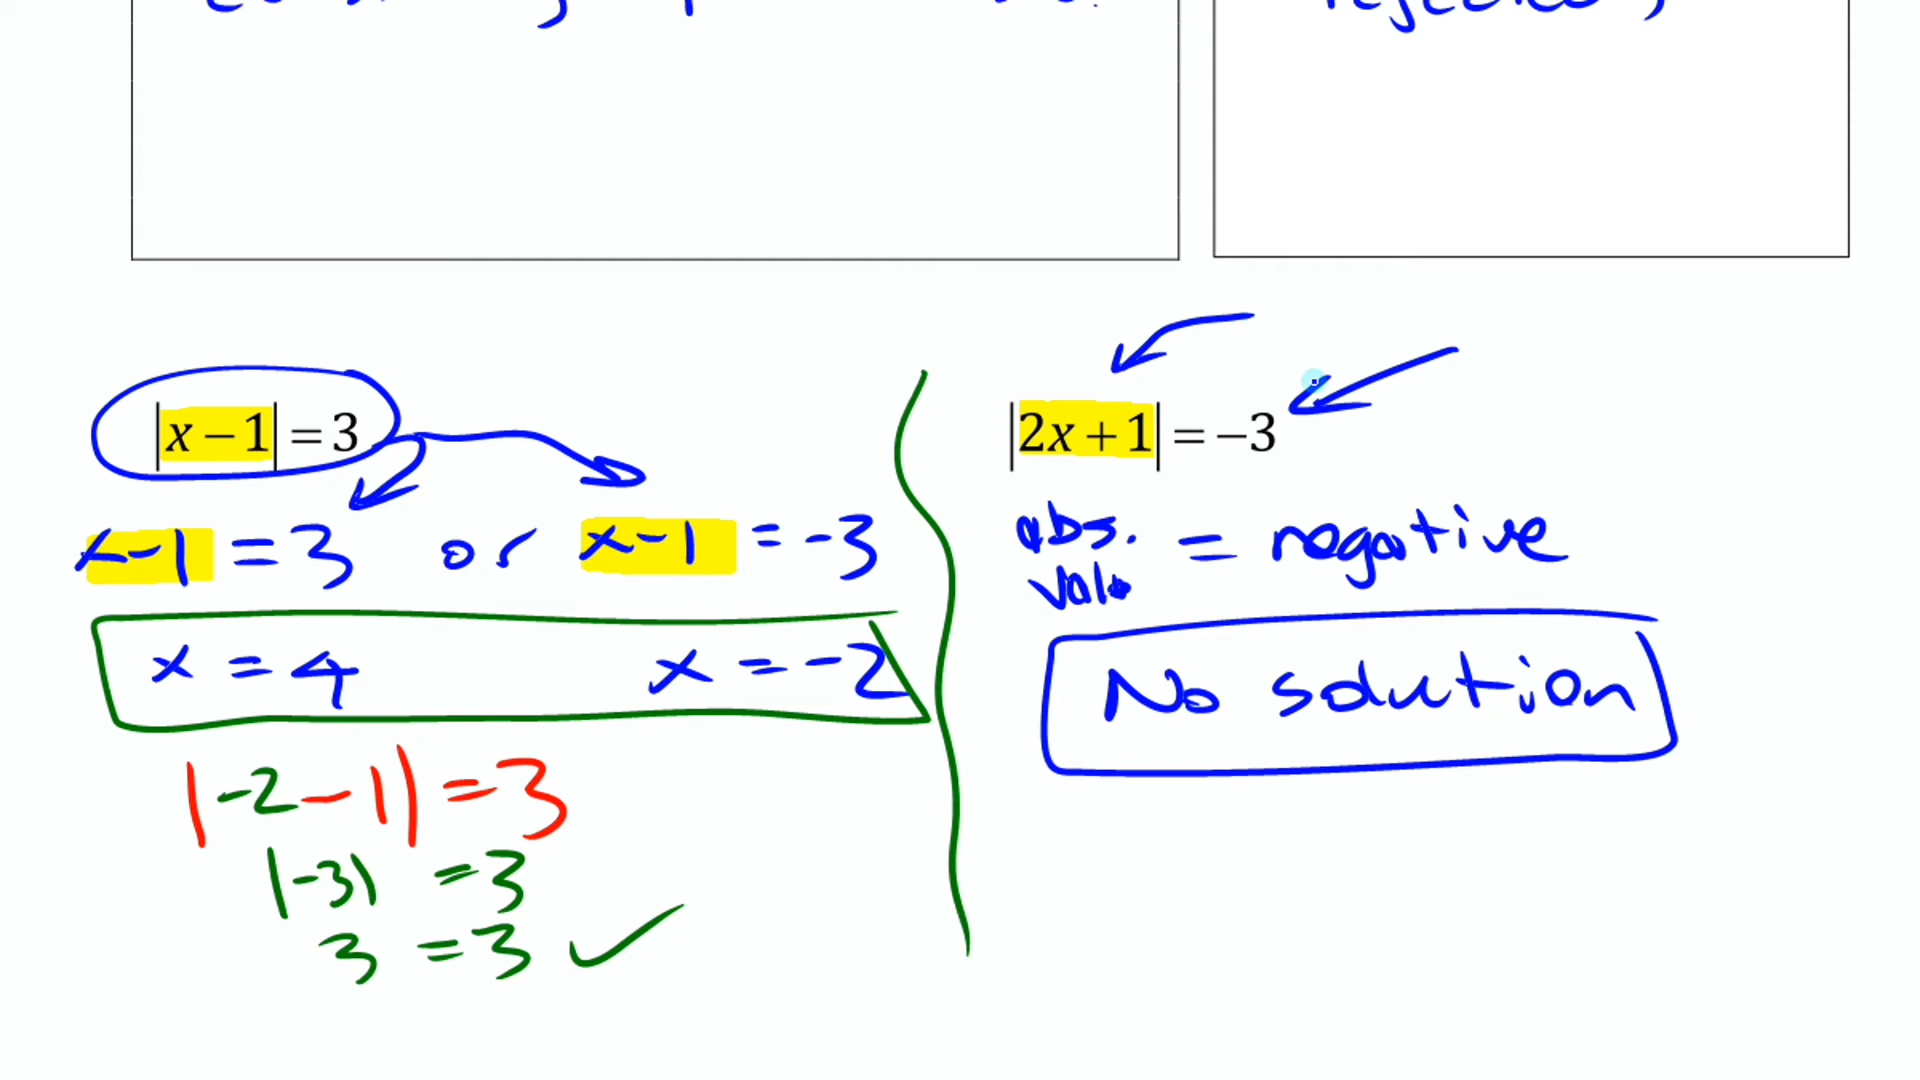 |x − 1| = 3
x-1 = 3 or x-1 = -3
x = 4 x = -2
|-2 - 1| = 3
|-3| = 3
3 = 3 ✓
|2x + 1| = −3
abs. = negative
val.
No solution